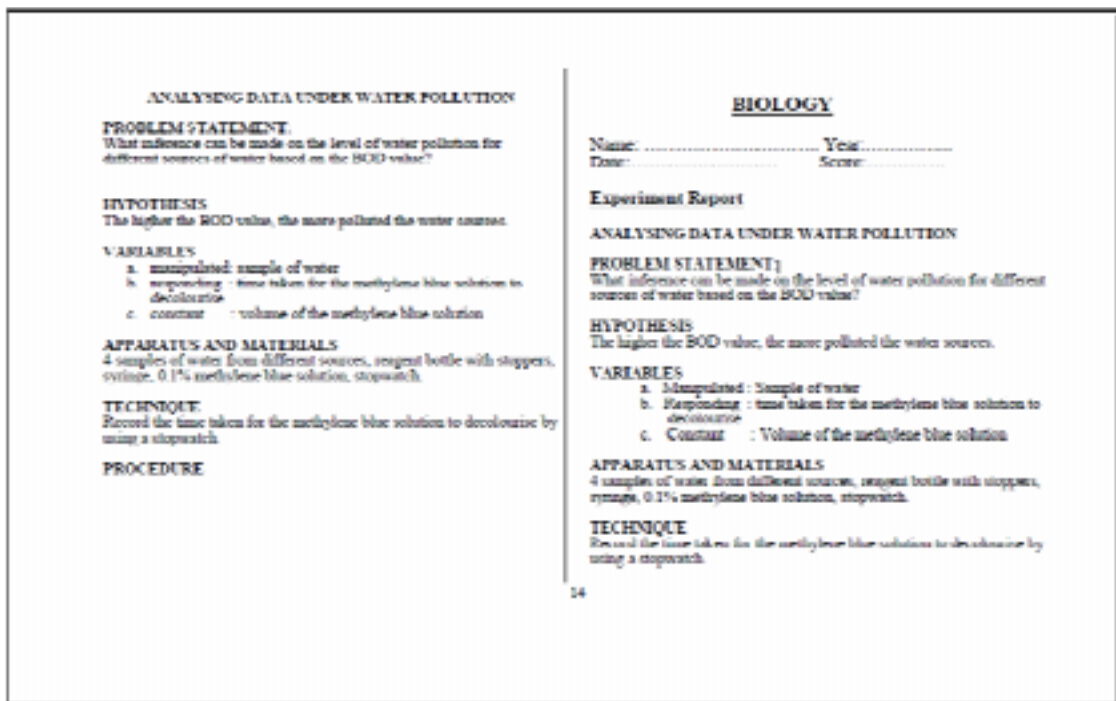 ANALYSING DATA UNDER WATER POLLUTION
PROBLEM STATEMENT.
What inference can be made on the level of water pollution for
different sources of water based on the BOD value?
HYPOTHESIS
The higher the BOD value, the more polluted the water sources.
VARIABLES
a. manipulated: sample of water
b. responding : time taken for the methylene blue solution to
decolourise
c. constant : volume of the methylene blue solution
APPARATUS AND MATERIALS
4 samples of water from different sources, reagent bottle with stoppers,
syringe, 0.1% methylene blue solution, stopwatch.
TECHNIQUE
Record the time taken for the methylene blue solution to decolourise by
using a stopwatch.
PROCEDURE
BIOLOGY
Name: ........................................ Year:.....................
Date:.................................. Score:...................
Experiment Report
ANALYSING DATA UNDER WATER POLLUTION
PROBLEM STATEMENT;
What inference can be made on the level of water pollution for different
sources of water based on the BOD value?
HYPOTHESIS
The higher the BOD value, the more polluted the water sources.
VARIABLES
a. Manipulated : Sample of water
b. Responding : time taken for the methylene blue solution to
decolourise
c. Constant : Volume of the methylene blue solution
APPARATUS AND MATERIALS
4 samples of water from different sources, reagent bottle with stoppers,
syringe, 0.1% methylene blue solution, stopwatch.
TECHNIQUE
Record the time taken for the methylene blue solution to decolourise by
using a stopwatch.
14